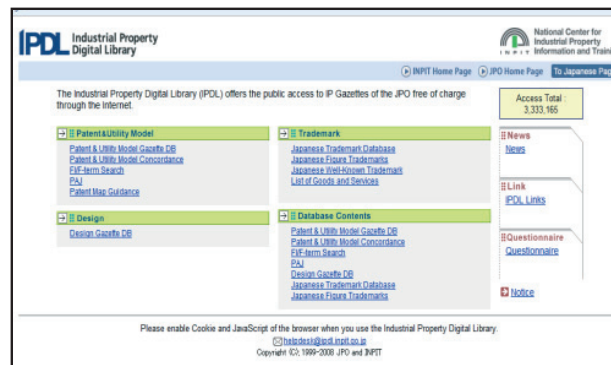 IPDL Industrial Property
Digital Library
National Center for
Industrial Property
Information and Traini
INPIT
INPIT Home Page JPO Home Page To Japanese Pag
The Industrial Property Digital Library (IPDL) offers the public access to IP Gazettes of the JPO free of charge
through the Internet.
Access Total :
3,333,165
Patent&Utility Model
Patent & Utility Model Gazette DB
Patent & Utility Model Concordance
FI/F-term Search
PAJ
Patent Map Guidance
Trademark
Japanese Trademark Database
Japanese Figure Trademarks
Japanese Well-Known Trademark
List of Goods and Services
News
News
Link
IPDL Links
Design
Design Gazette DB
Database Contents
Patent & Utility Model Gazette DB
Patent & Utility Model Concordance
FI/F-term Search
PAJ
Design Gazette DB
Japanese Trademark Database
Japanese Figure Trademarks
Questionnaire
Questionnaire
Notice
Please enable Cookie and JavaScript of the browser when you use the Industrial Property Digital Library.
helpdesk@ipdl.inpit.go.jp
Copyright (C); 1999-2008 JPO and INPIT